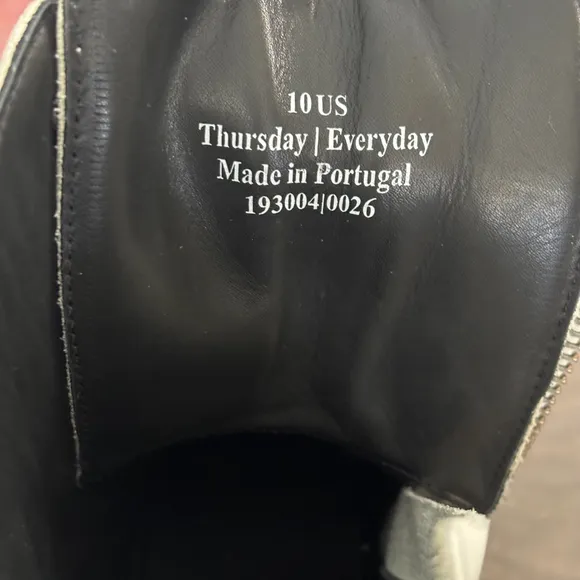 10 US
Thursday | Everyday
Made in Portugal
193004|0026